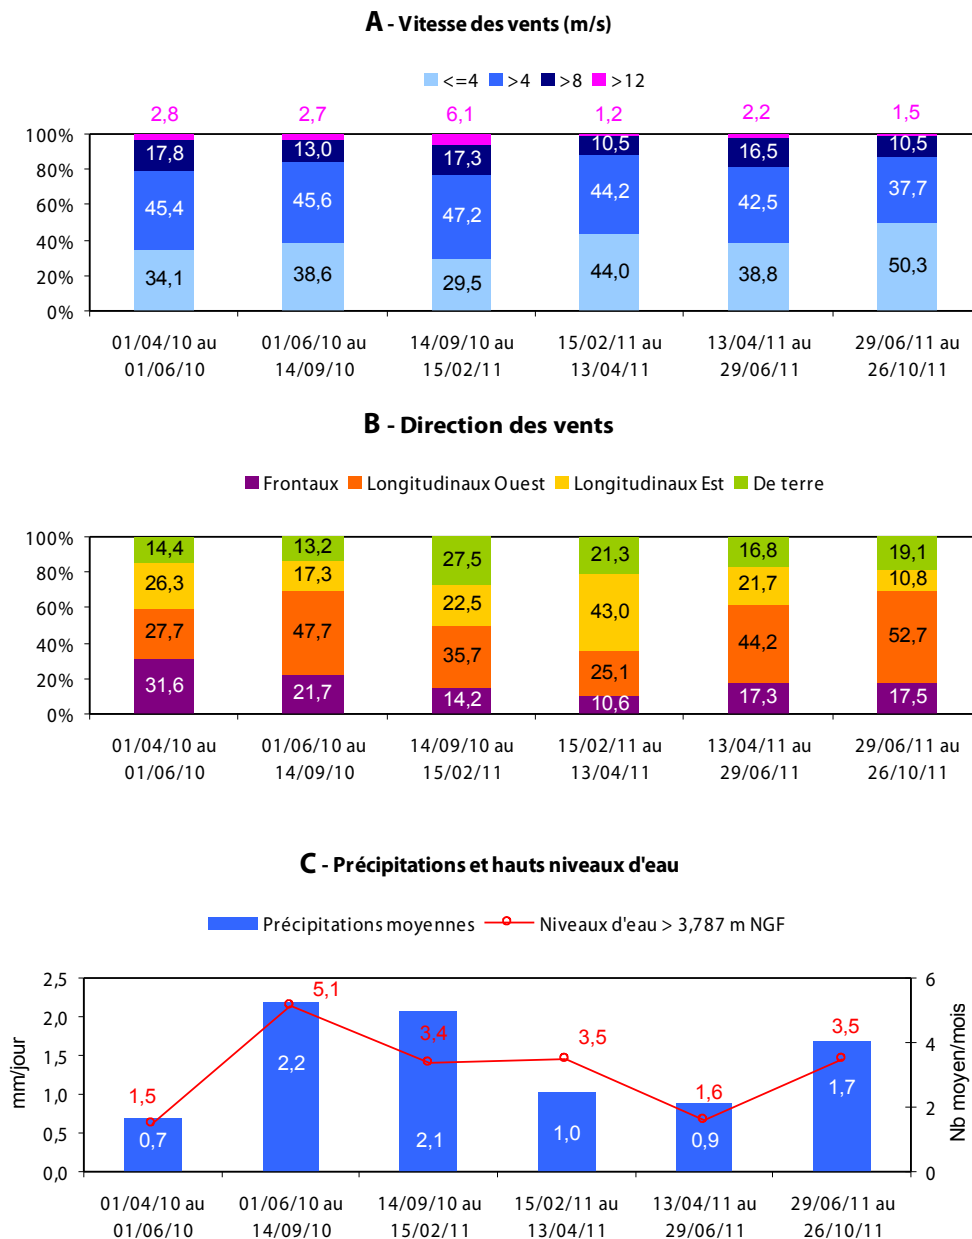 A - Vitesse des vents (m/s)
<=4 >4 >8 >12
2,8 2,7 6,1 1,2 2,2 1,5
100%
80%
60%
40%
20%
0%
17,8 13,0 17,3 10,5 16,5 10,5
45,4 45,6 47,2 44,2 42,5 37,7
34,1 38,6 29,5 44,0 38,8 50,3
01/04/10 au 01/06/10 au 14/09/10 au 15/02/11 au 13/04/11 au 29/06/11 au
01/06/10 14/09/10 15/02/11 13/04/11 29/06/11 26/10/11
B - Direction des vents
Frontaux Longitudinaux Ouest Longitudinaux Est De terre
100%
80%
60%
40%
20%
0%
14,4 13,2 27,5 21,3 16,8 19,1
26,3 17,3 22,5 43,0 21,7 10,8
27,7 47,7 35,7 25,1 44,2 52,7
31,6 21,7 14,2 10,6 17,3 17,5
01/04/10 au 01/06/10 au 14/09/10 au 15/02/11 au 13/04/11 au 29/06/11 au
01/06/10 14/09/10 15/02/11 13/04/11 29/06/11 26/10/11
C - Précipitations et hauts niveaux d'eau
Précipitations moyennes Niveaux d'eau > 3,787 m NGF
mm/jour
2,5
2,0
1,5
1,0
0,5
0,0
1,5 5,1 3,4 3,5 1,6 3,5
0,7 2,2 2,1 1,0 0,9 1,7
6
4
2
0
Nb moyen/mois
01/04/10 au 01/06/10 au 14/09/10 au 15/02/11 au 13/04/11 au 29/06/11 au
01/06/10 14/09/10 15/02/11 13/04/11 29/06/11 26/10/11